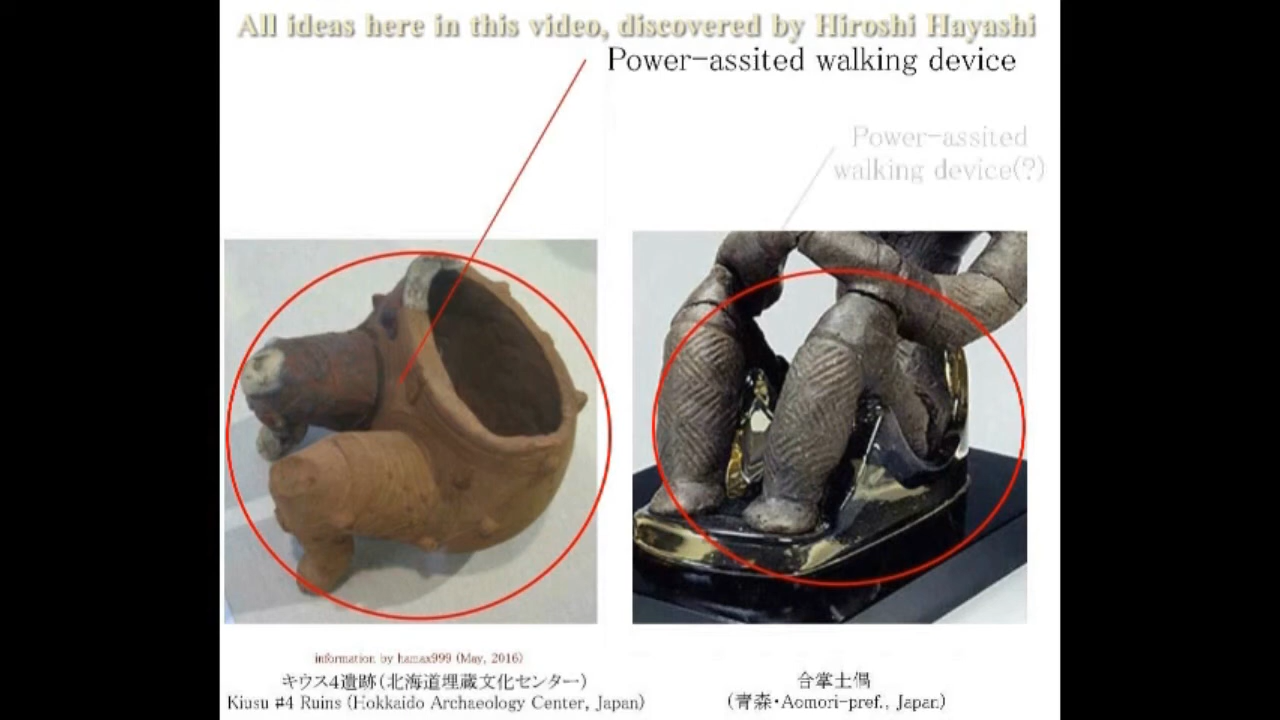 All ideas here in this video, discovered by Hiroshi Hayashi
Power-assited walking device
Power-assited
walking device(?)
information by hamax999 (May, 2016)
キウス4遺跡(北海道埋蔵文化センター)
Kiusu #4 Ruins (Hokkaido Archaeology Center, Japan)
合掌土偶
(青森・Aomori-pref., Japan)